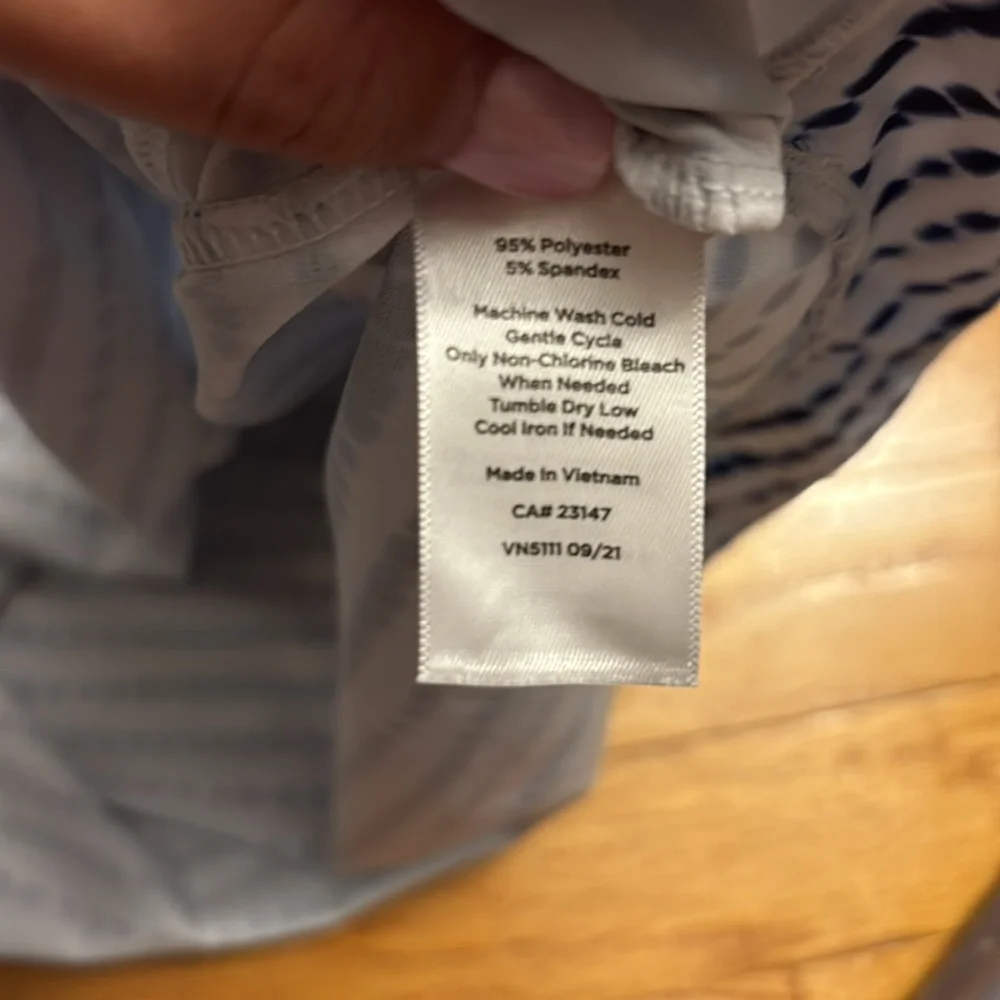 95% Polyester
5% Spandex
Machine Wash Cold
Gentle Cycle
Only Non-Chlorine Bleach
When Needed
Tumble Dry Low
Cool Iron If Needed
Made In Vietnam
CA# 23147
VN5111 09/21